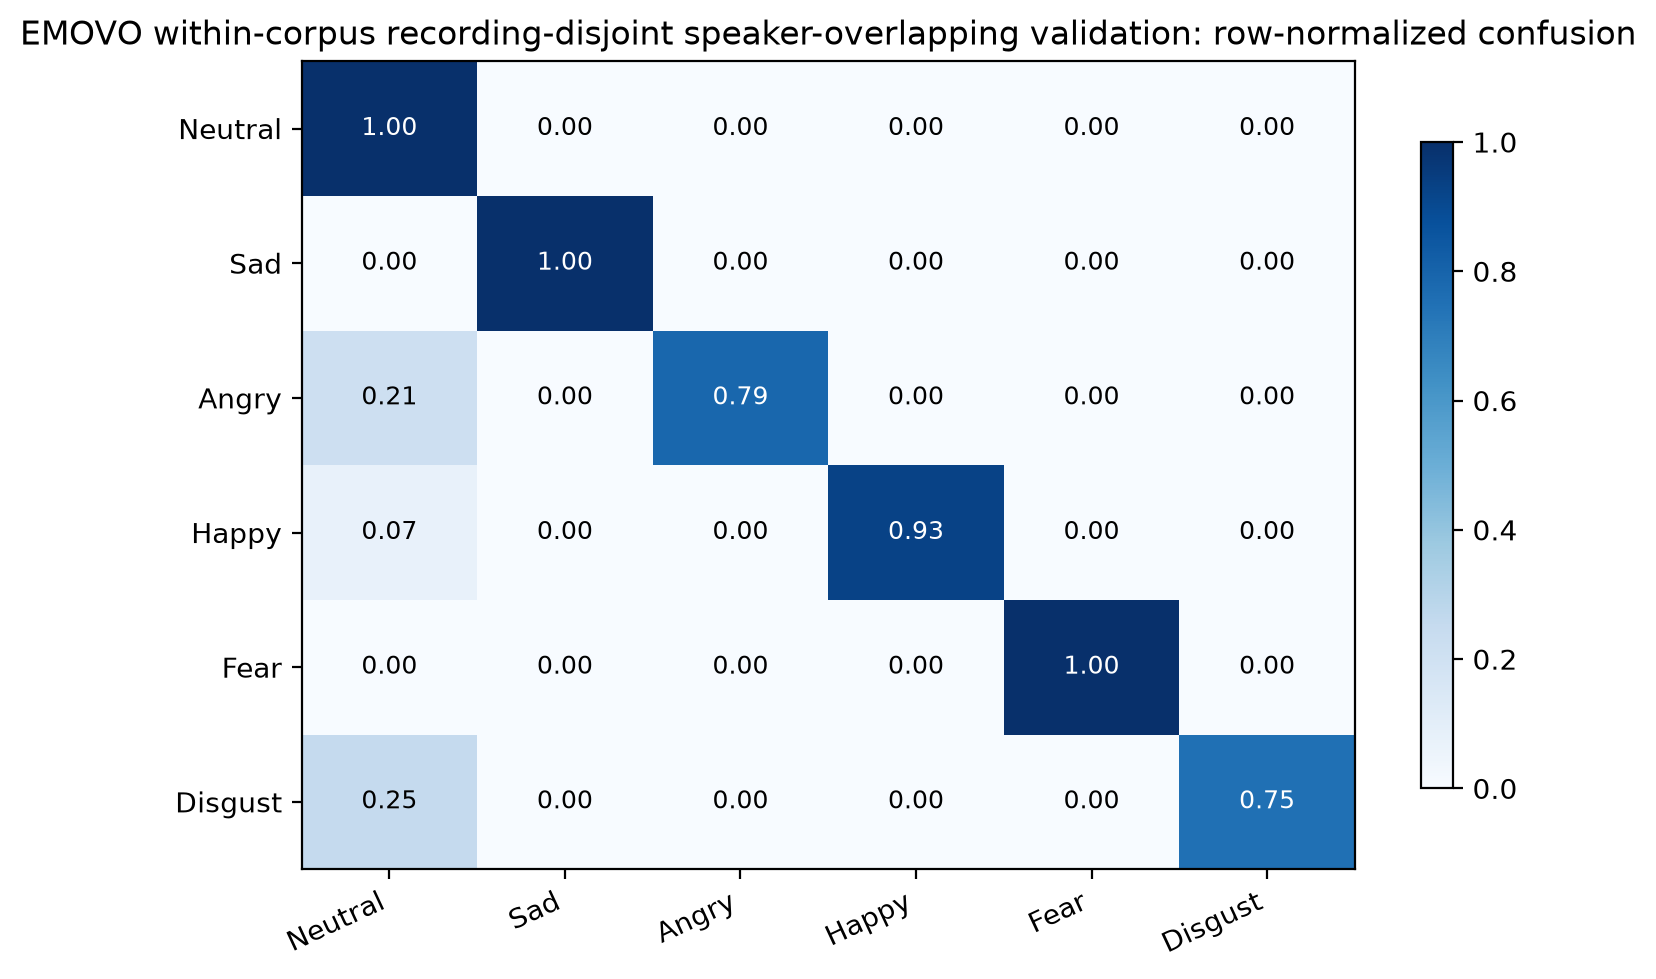 EMOVO within-corpus recording-disjoint speaker-overlapping validation: row-normalized confusion
Neutral 1.00 0.00 0.00 0.00 0.00 0.00
Sad 0.00 1.00 0.00 0.00 0.00 0.00
Angry 0.21 0.00 0.79 0.00 0.00 0.00
Happy 0.07 0.00 0.00 0.93 0.00 0.00
Fear 0.00 0.00 0.00 0.00 1.00 0.00
Disgust 0.25 0.00 0.00 0.00 0.00 0.75
Neutral Sad Angry Happy Fear Disgust
1.0
0.8
0.6
0.4
0.2
0.0